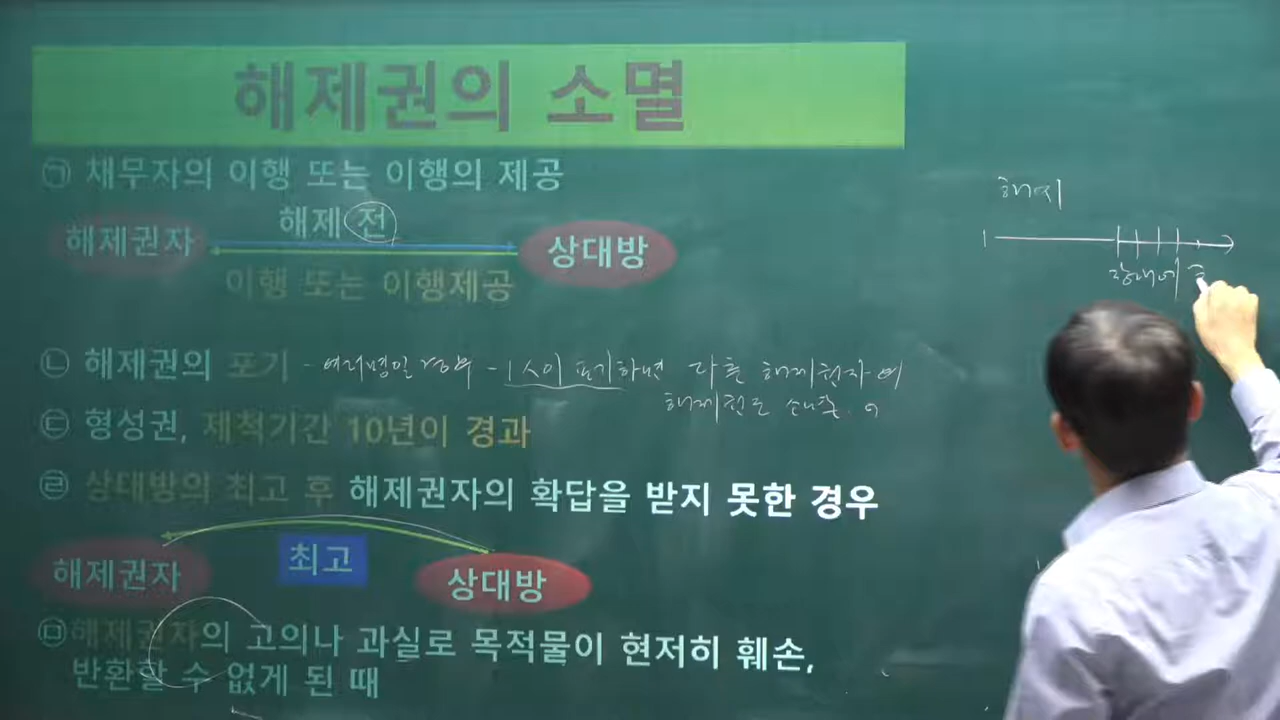 해제권의 소멸
㉠ 채무자의 이행 또는 이행의 제공
해제 전
해제권자
상대방
이행 또는 이행제공
㉡ 해제권의 포기 - 여러명일 경우 - 1人이 포기하면 다른 해제권자의
해제권도 소멸.
㉢ 형성권, 제척기간 10년이 경과
㉣ 상대방의 최고 후 해제권자의 확답을 받지 못한 경우
해제권자
최고
상대방
㉤ 해제권자의 고의나 과실로 목적물이 현저히 훼손,
반환할 수 없게 된 때
해지
장래에